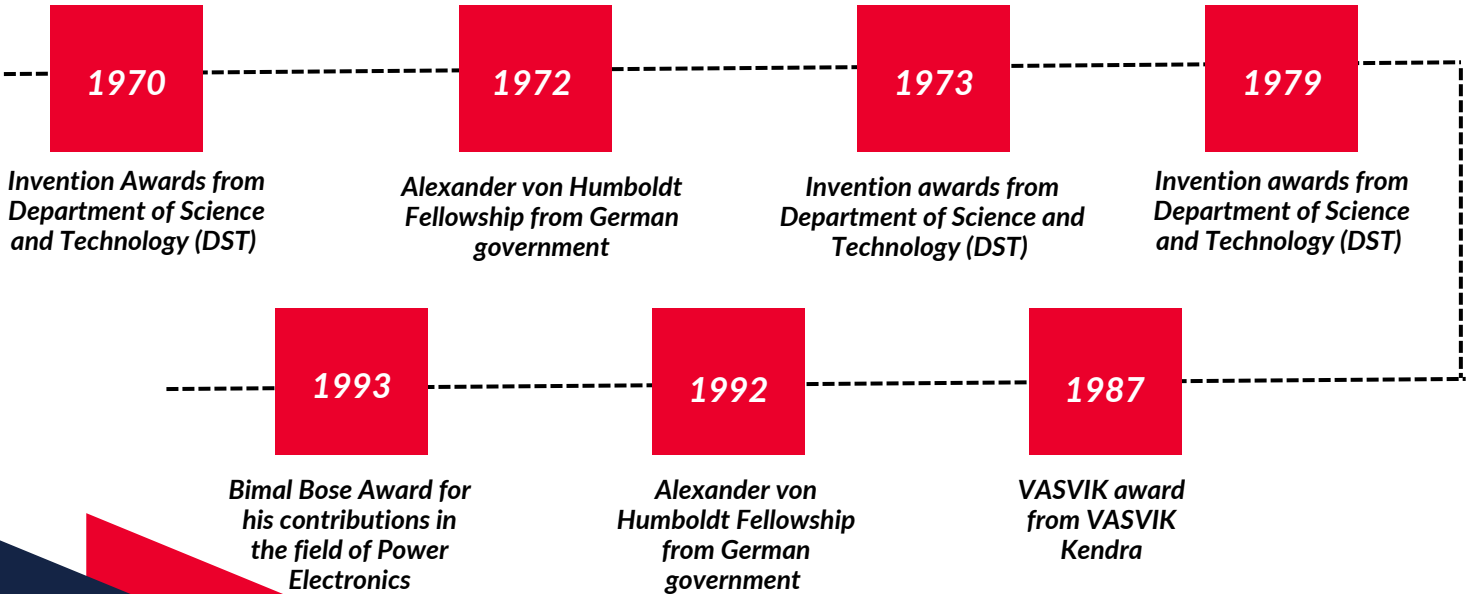 1970
Invention Awards from
Department of Science
and Technology (DST)
1972
Alexander von Humboldt
Fellowship from German
government
1973
Invention awards from
Department of Science and
Technology (DST)
1979
Invention awards from
Department of Science
and Technology (DST)
1987
VASVIK award
from VASVIK
Kendra
1992
Alexander von
Humboldt Fellowship
from German
government
1993
Bimal Bose Award for
his contributions in
the field of Power
Electronics